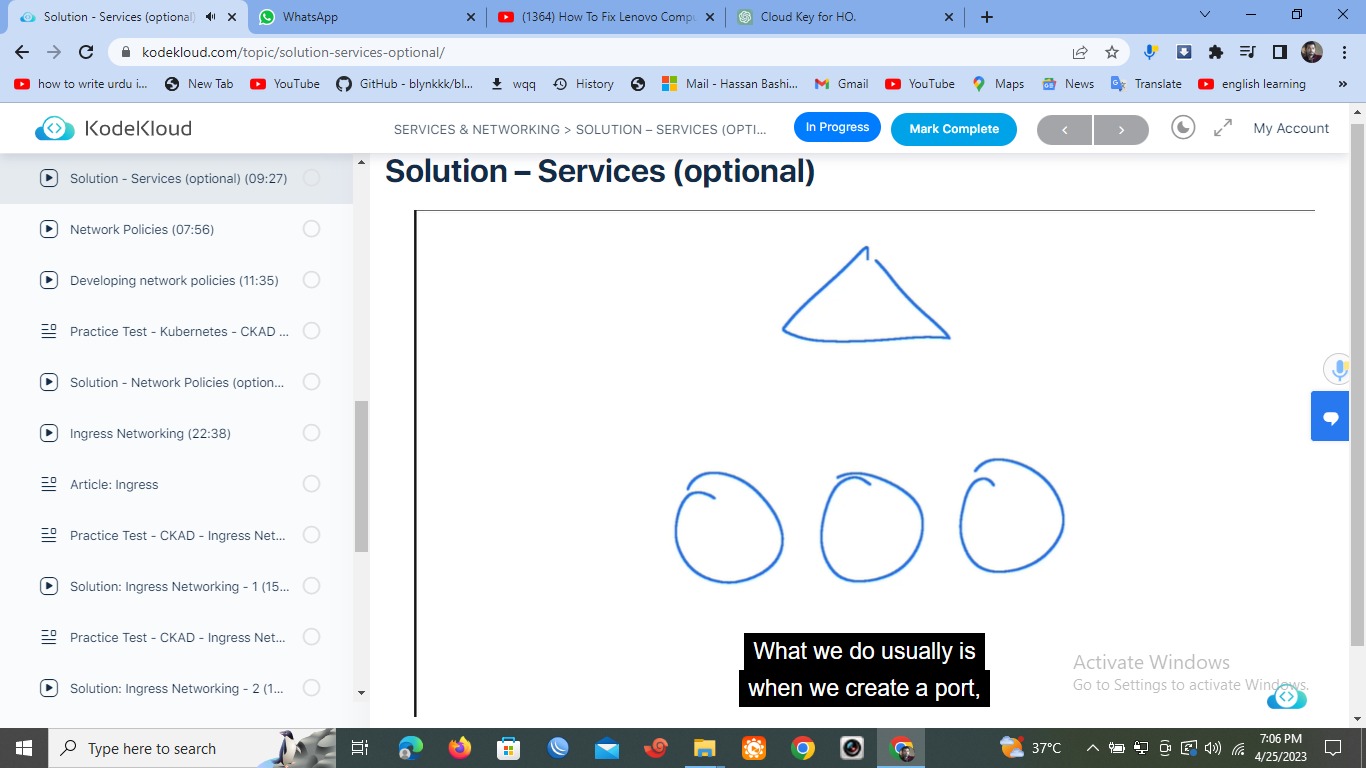 Solution - Services (optional)
WhatsApp
(1364) How To Fix Lenovo Compu
Cloud Key for HO.
kodekloud.com/topic/solution-services-optional/
how to write urdu i...
New Tab
YouTube
GitHub - blynkkk/bl...
wqq
History
Mail - Hassan Bashi...
Gmail
YouTube
Maps
News
Translate
english learning
»
KodeKloud
SERVICES & NETWORKING > SOLUTION – SERVICES (OPTI...
In Progress
Mark Complete
My Account
Solution - Services (optional) (09:27)
Network Policies (07:56)
Developing network policies (11:35)
Practice Test - Kubernetes - CKAD ...
Solution - Network Policies (option...
Ingress Networking (22:38)
Article: Ingress
Practice Test - CKAD - Ingress Net...
Solution: Ingress Networking - 1 (15...
Practice Test - CKAD - Ingress Net...
Solution: Ingress Networking - 2 (1...
Solution – Services (optional)
What we do usually is
when we create a port,
Activate Windows
Go to Settings to activate Windows.
Type here to search
37°C
7:06 PM
4/25/2023